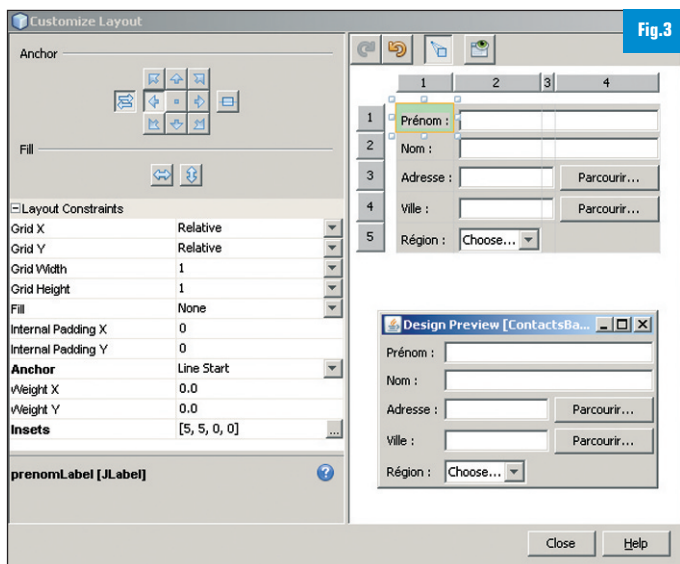 Customize Layout
Fig.3
Anchor
Fill
Layout Constraints
Grid X Relative
Grid Y Relative
Grid Width 1
Grid Height 1
Fill None
Internal Padding X 0
Internal Padding Y 0
Anchor Line Start
Weight X 0.0
Weight Y 0.0
Insets [5, 5, 0, 0] ...
prenomLabel [JLabel]
?
1 2 3 4
1 Prénom :
2 Nom :
3 Adresse : Parcourir...
4 Ville : Parcourir...
5 Région : Choose...
Design Preview [ContactsBa...
Prénom :
Nom :
Adresse : Parcourir...
Ville : Parcourir...
Région : Choose...
Close Help